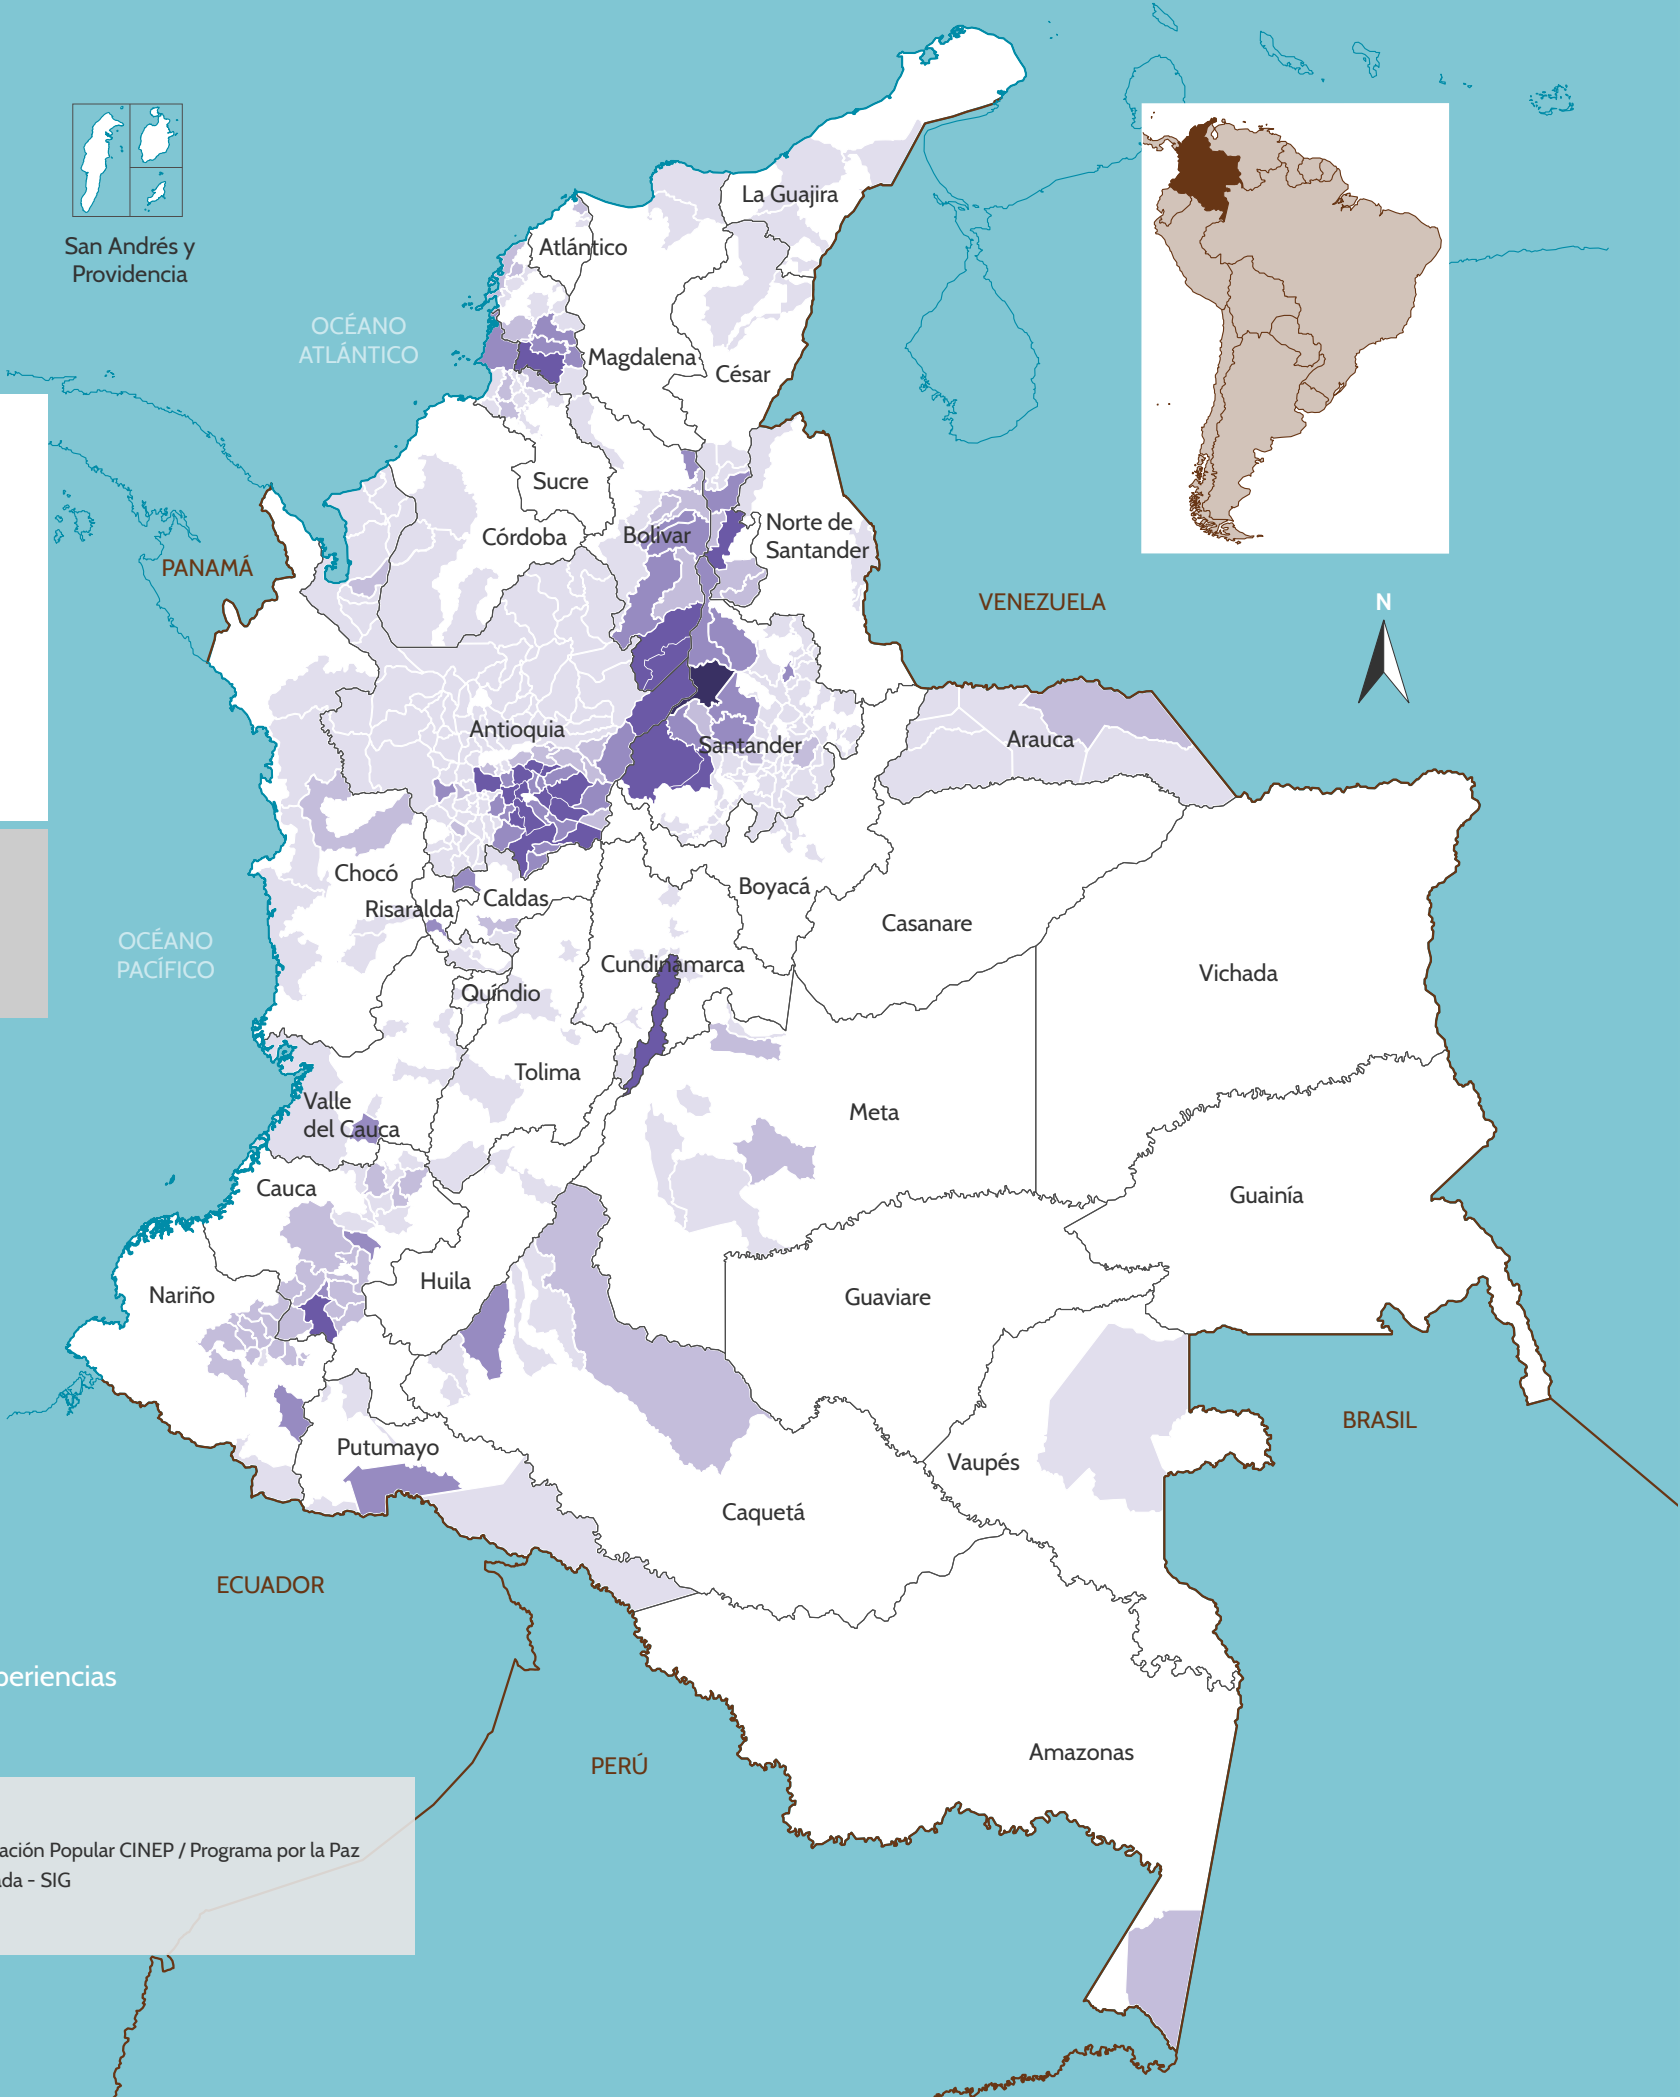 San Andrés y
Providencia
OCÉANO
ATLÁNTICO
La Guajira
Atlántico
Magdalena
César
Sucre
Córdoba
Bolívar
Norte de
Santander
PANAMÁ
VENEZUELA
N
Antioquia
Santander
Arauca
Chocó
Risaralda
Caldas
Boyacá
Casanare
OCÉANO
PACÍFICO
Cundinamarca
Quíndio
Vichada
Tolima
Valle
del Cauca
Meta
Cauca
Guainía
Nariño
Huila
Guaviare
BRASIL
Putumayo
Vaupés
Caquetá
ECUADOR
periencias
PERÚ
Amazonas
ación Popular CINEP / Programa por la Paz
ada - SIG